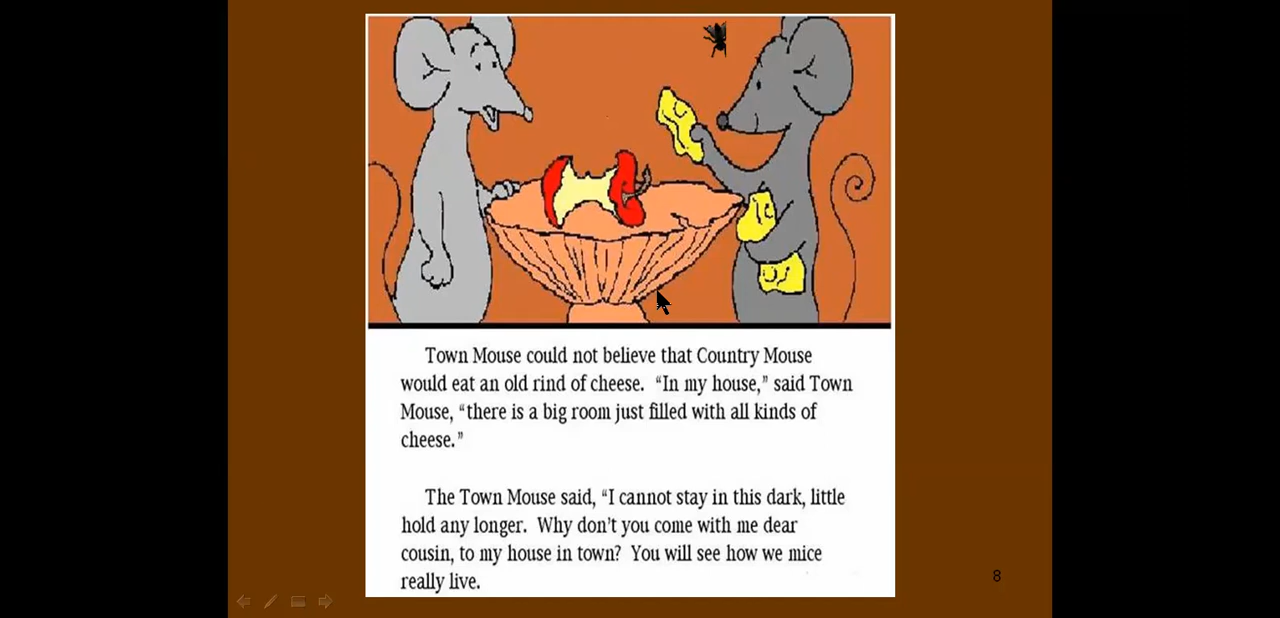 Town Mouse could not believe that Country Mouse
would eat an old rind of cheese. “In my house,” said Town
Mouse, “there is a big room just filled with all kinds of
cheese.”
The Town Mouse said, “I cannot stay in this dark, little
hold any longer. Why don’t you come with me dear
cousin, to my house in town? You will see how we mice
really live.
8